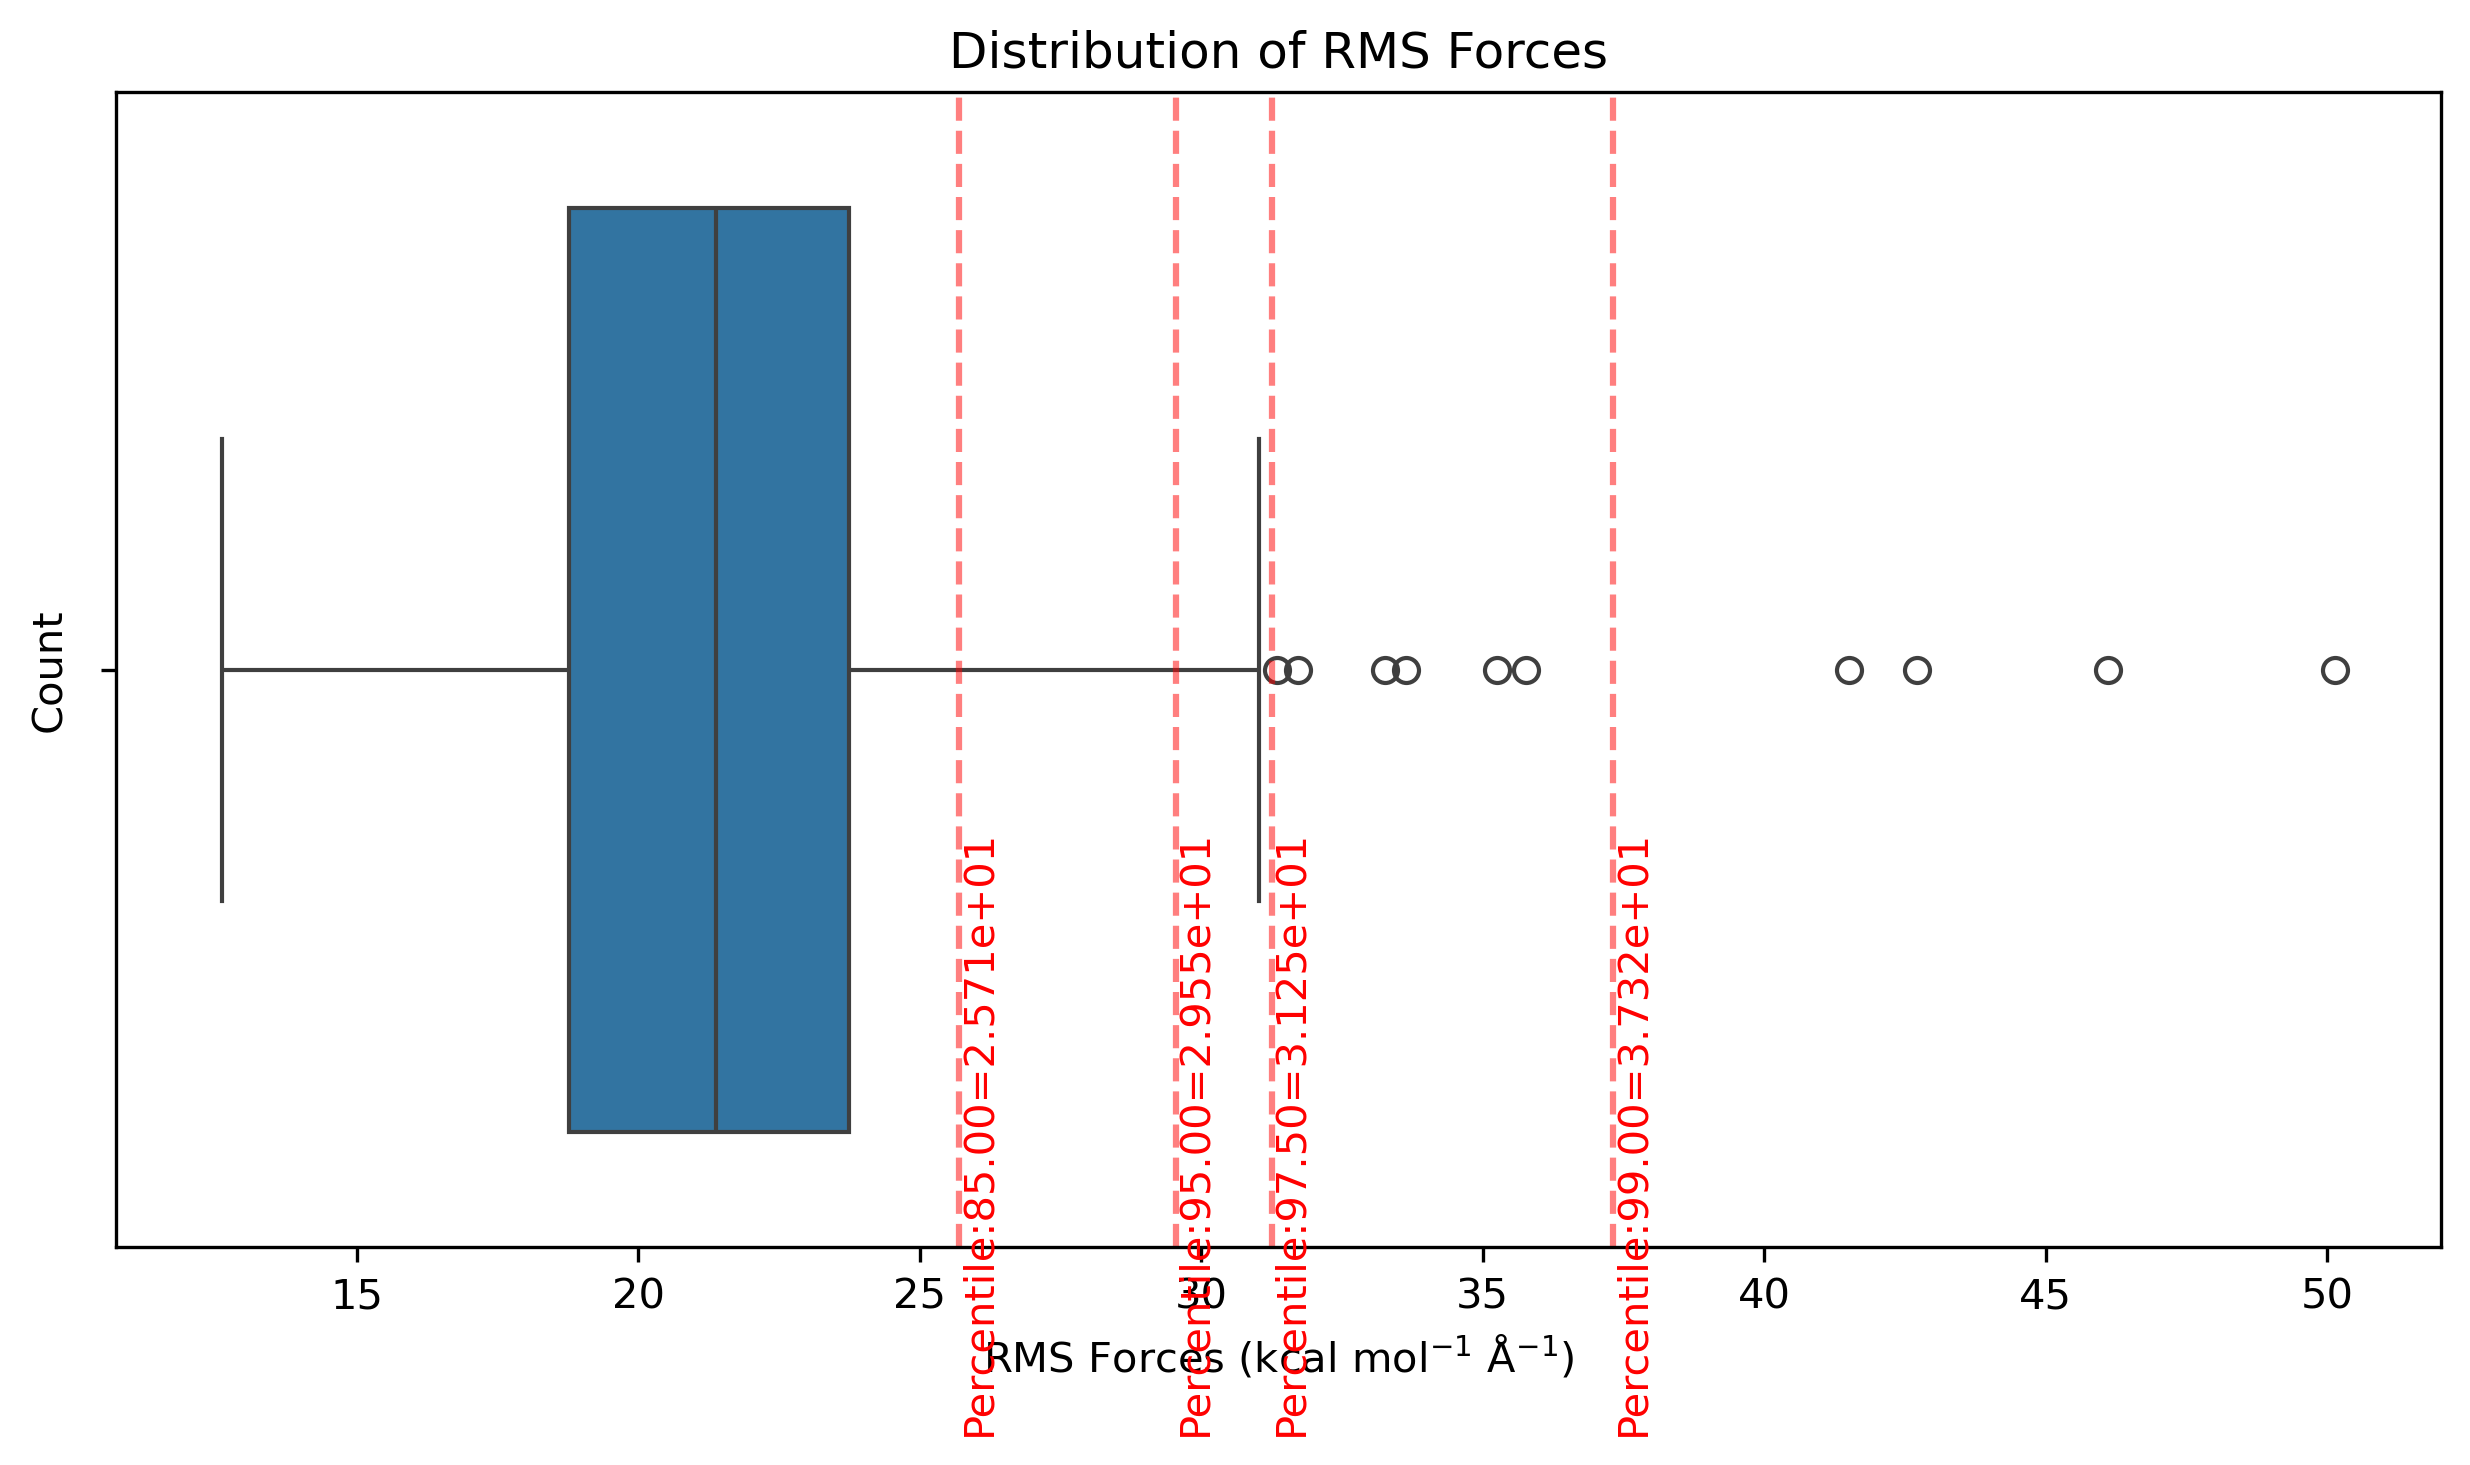 Distribution of RMS Forces
Count
Percentile:85.00=2.571e+01
Percentile:95.00=2.955e+01
Percentile:97.50=3.125e+01
Percentile:99.00=3.732e+01
15 20 25 30 35 40 45 50
RMS Forces (kcal mol⁻¹ Å⁻¹)